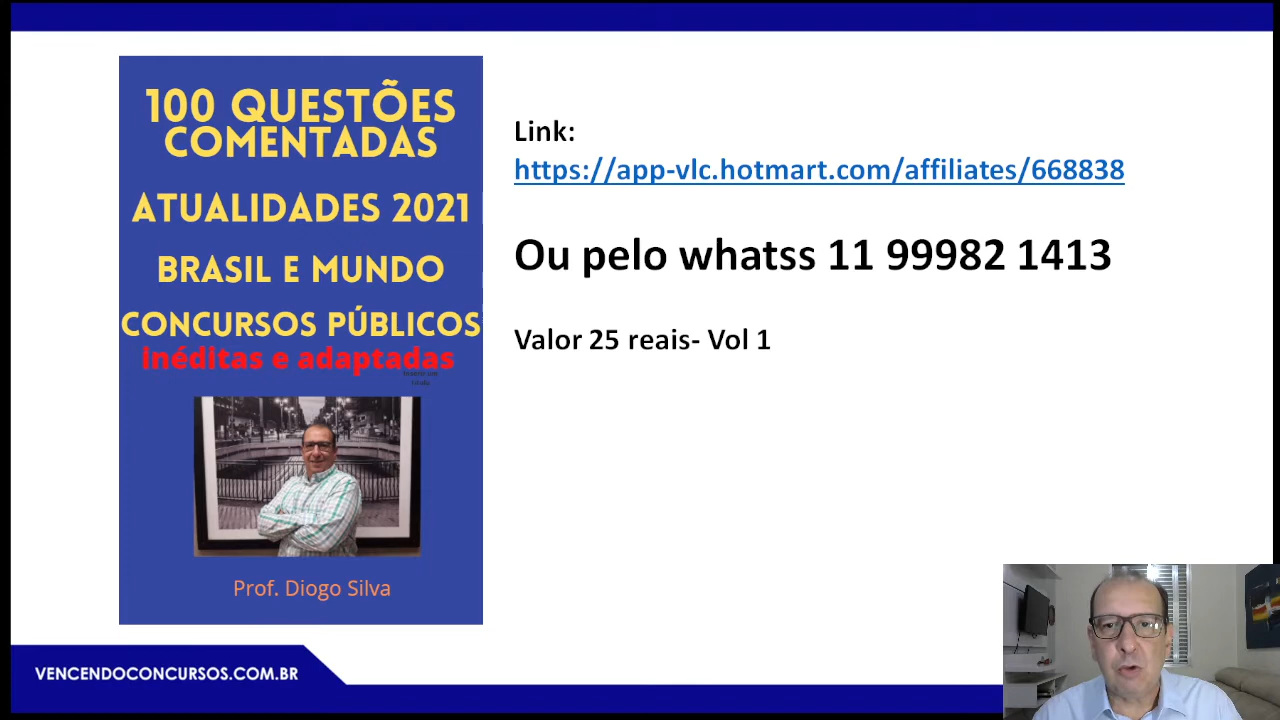 100 QUESTÕES
COMENTADAS
ATUALIDADES 2021
BRASIL E MUNDO
CONCURSOS PÚBLICOS
inéditas e adaptadas
Prof. Diogo Silva
Link:
https://app-vlc.hotmart.com/affiliates/668838
Ou pelo whatss 11 99982 1413
Valor 25 reais- Vol 1
VENCENDOCONCURSOS.COM.BR